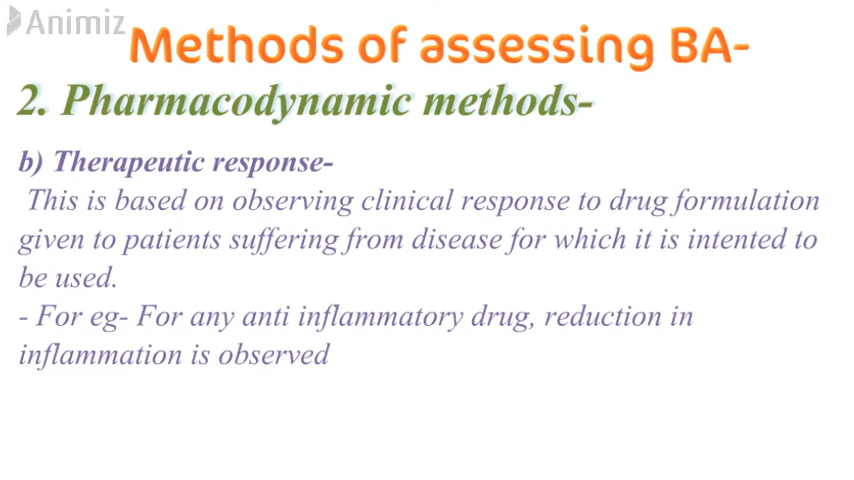 Animiz
Methods of assessing BA-
2. Pharmacodynamic methods-
b) Therapeutic response-
This is based on observing clinical response to drug formulation
given to patients suffering from disease for which it is intented to
be used.
- For eg- For any anti inflammatory drug, reduction in
inflammation is observed